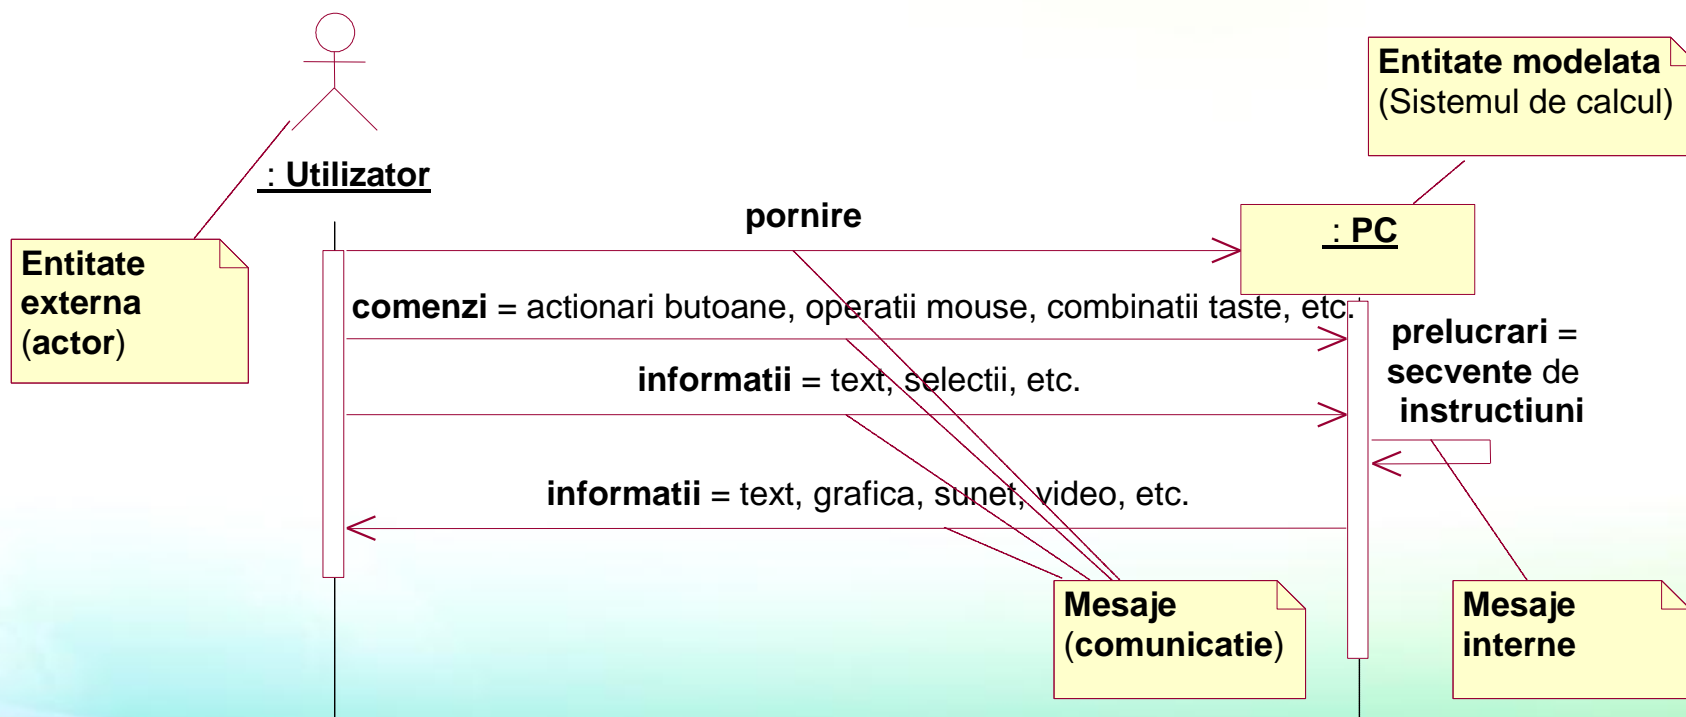 Entitate modelata
(Sistemul de calcul)
: Utilizator
pornire
: PC
Entitate
externa
(actor)
comenzi = actionari butoane, operatii mouse, combinatii taste, etc.
prelucrari =
secvente de
instructiuni
informatii = text, selectii, etc.
informatii = text, grafica, sunet, video, etc.
Mesaje
(comunicatie)
Mesaje
interne